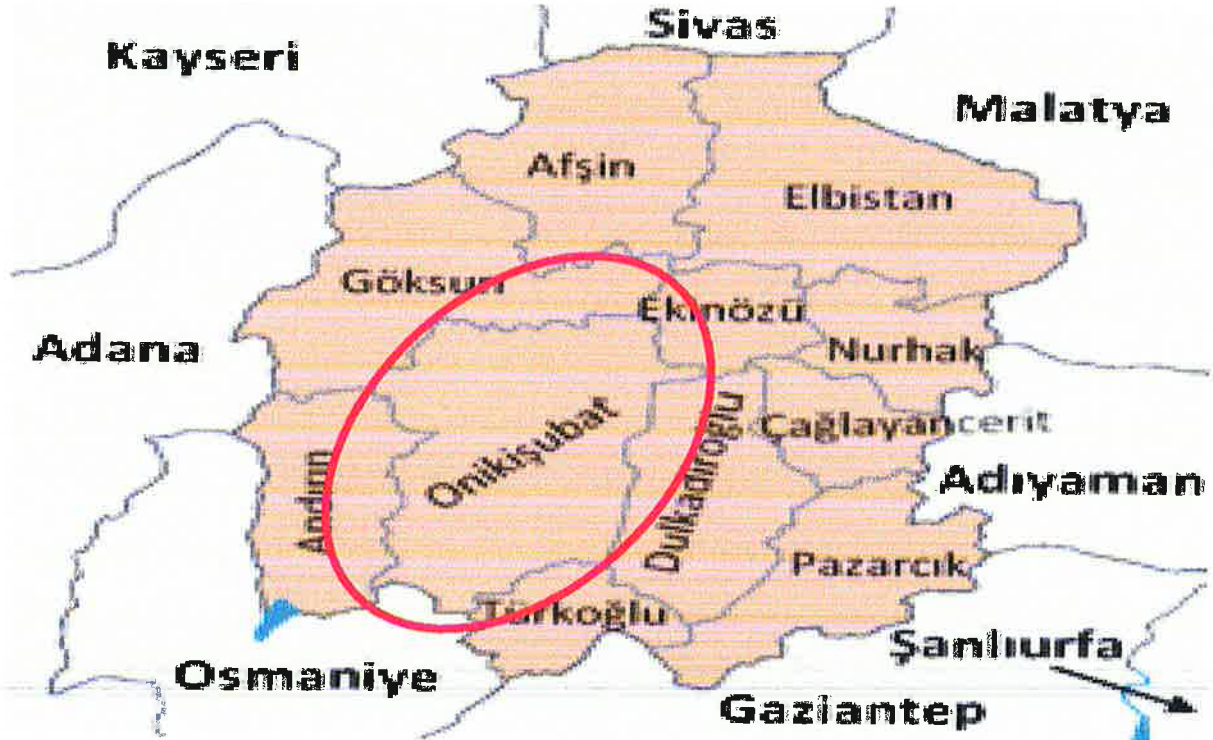 Sivas
Kayseri
Malatya
Afşin
Elbistan
Göksun
Ekinözü
Adana
Nurhak
Onikişubat
Dulkadiroğlu
Çağlayancerit
Andırın
Adıyaman
Pazarcık
Türkoğlu
Şanlıurfa
Osmaniye
Gaziantep